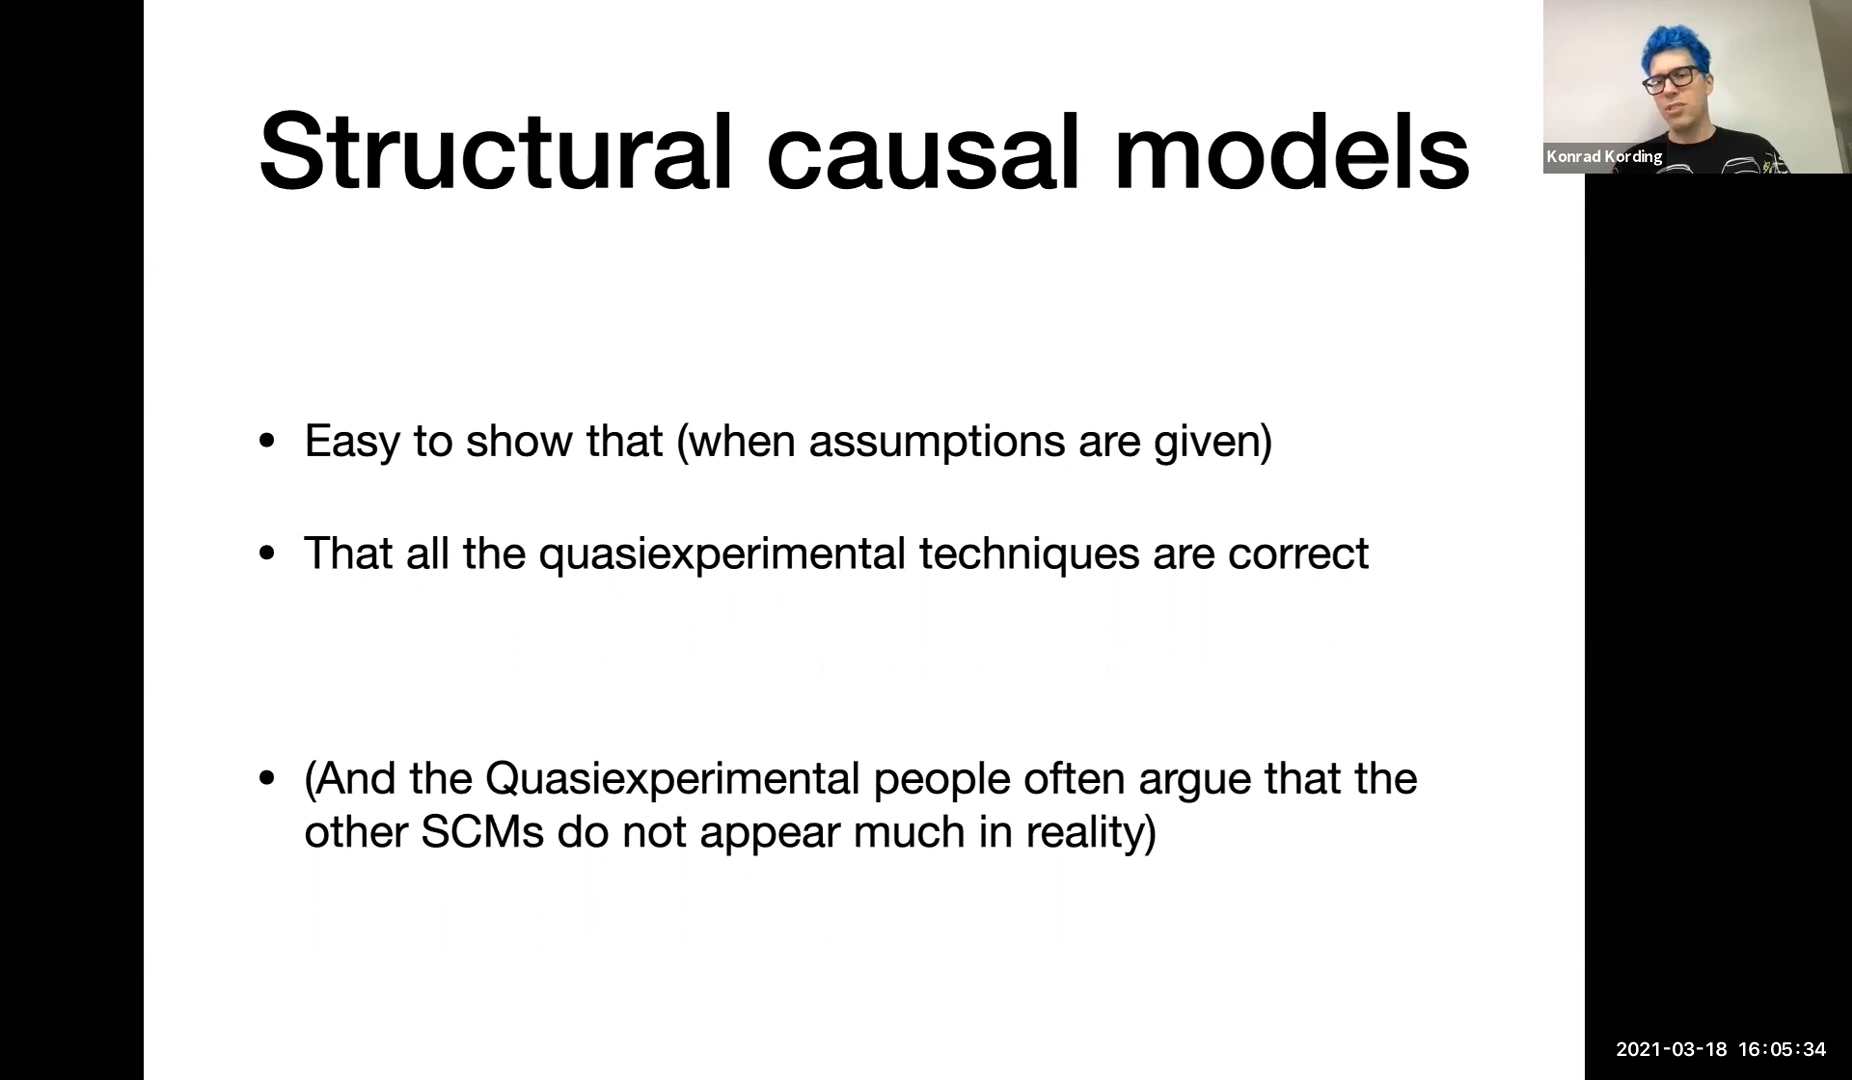 Structural causal models
Konrad Kording
• Easy to show that (when assumptions are given)
• That all the quasiexperimental techniques are correct
• (And the Quasiexperimental people often argue that the
other SCMs do not appear much in reality)
2021-03-18 16:05:34